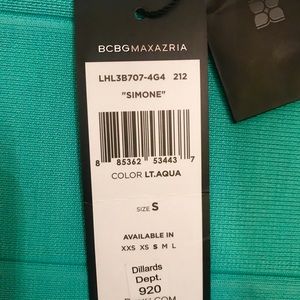 BCBGMAXAZRIA
LHL3B707-4G4 212
"SIMONE"
8 85362 53443 7
COLOR LT.AQUA
SIZE S
AVAILABLE IN
XXS XS S M L
Dillards
Dept.
920